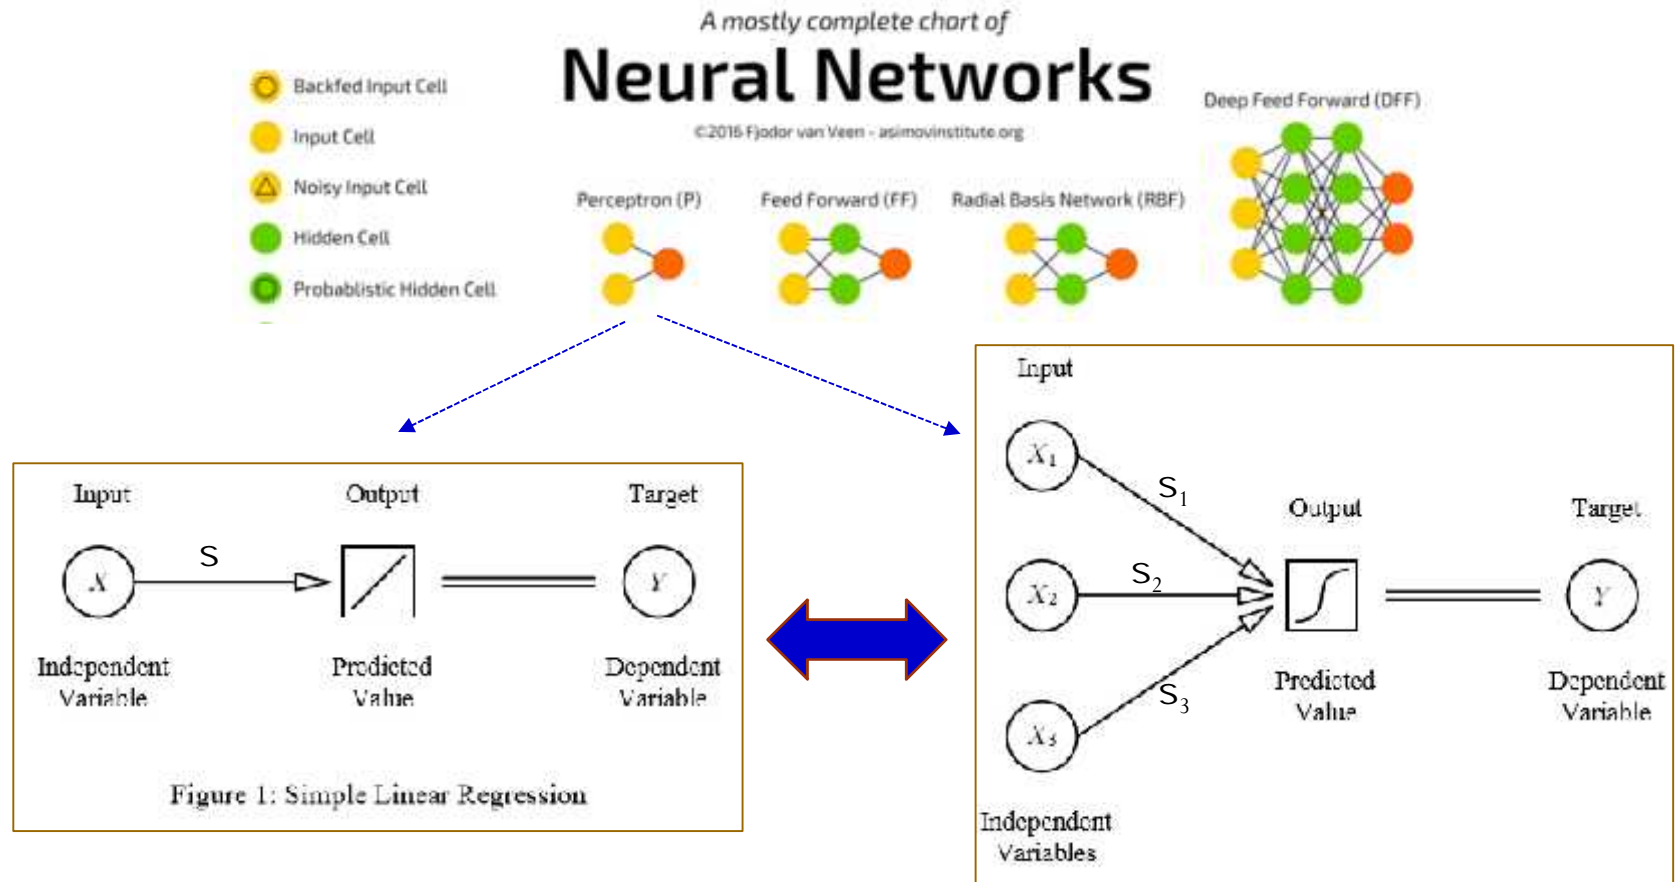 A mostly complete chart of
Neural Networks
©2016 Fjodor van Veen - asimovinstitute.org
Backfed Input Cell
Input Cell
Noisy Input Cell
Hidden Cell
Probablistic Hidden Cell
Perceptron (P)
Feed Forward (FF)
Radial Basis Network (RBF)
Deep Feed Forward (DFF)
Input
Output
Target
X
S
Y
Independent
Variable
Predicted
Value
Dependent
Variable
Figure 1: Simple Linear Regression
Input
X1
S1
Output
Target
X2
S2
Y
X3
S3
Predicted
Value
Dependent
Variable
Independent
Variables